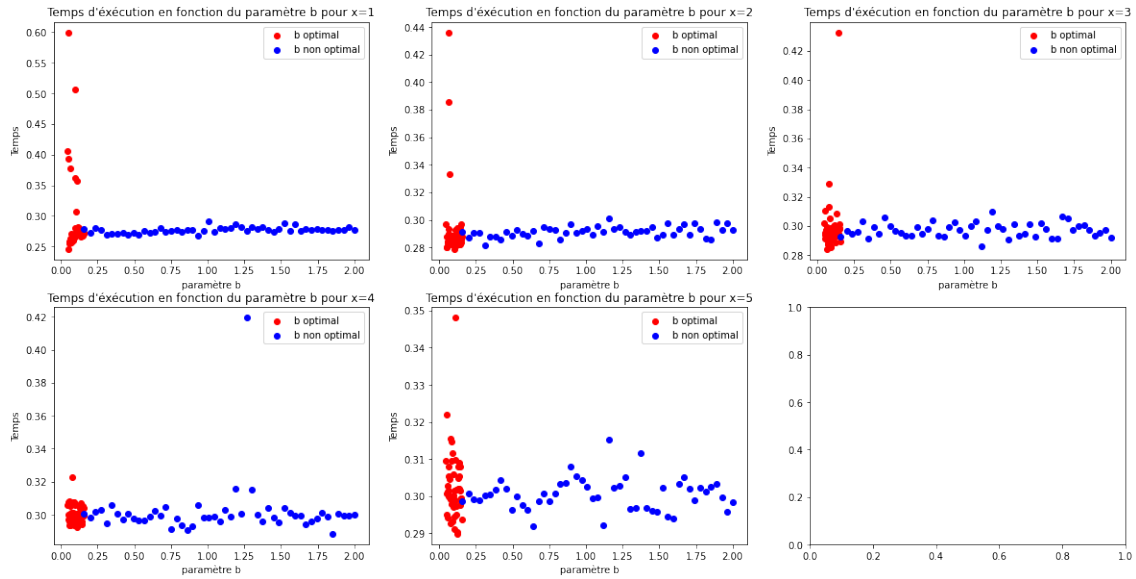 Temps d'éxécution en fonction du paramètre b pour x=1
0.60
0.55
0.50
0.45
0.40
0.35
0.30
0.25
Temps
b optimal
b non optimal
0.00 0.25 0.50 0.75 1.00 1.25 1.50 1.75 2.00
paramètre b
Temps d'éxécution en fonction du paramètre b pour x=2
0.44
0.42
0.40
0.38
0.36
0.34
0.32
0.30
0.28
Temps
b optimal
b non optimal
0.00 0.25 0.50 0.75 1.00 1.25 1.50 1.75 2.00
paramètre b
Temps d'éxécution en fonction du paramètre b pour x=3
0.42
0.40
0.38
0.36
0.34
0.32
0.30
0.28
Temps
b optimal
b non optimal
0.00 0.25 0.50 0.75 1.00 1.25 1.50 1.75 2.00
paramètre b
Temps d'éxécution en fonction du paramètre b pour x=4
0.42
0.40
0.38
0.36
0.34
0.32
0.30
Temps
b optimal
b non optimal
0.00 0.25 0.50 0.75 1.00 1.25 1.50 1.75 2.00
paramètre b
Temps d'éxécution en fonction du paramètre b pour x=5
0.35
0.34
0.33
0.32
0.31
0.30
0.29
Temps
b optimal
b non optimal
0.00 0.25 0.50 0.75 1.00 1.25 1.50 1.75 2.00
paramètre b
1.0
0.8
0.6
0.4
0.2
0.0
0.0 0.2 0.4 0.6 0.8 1.0